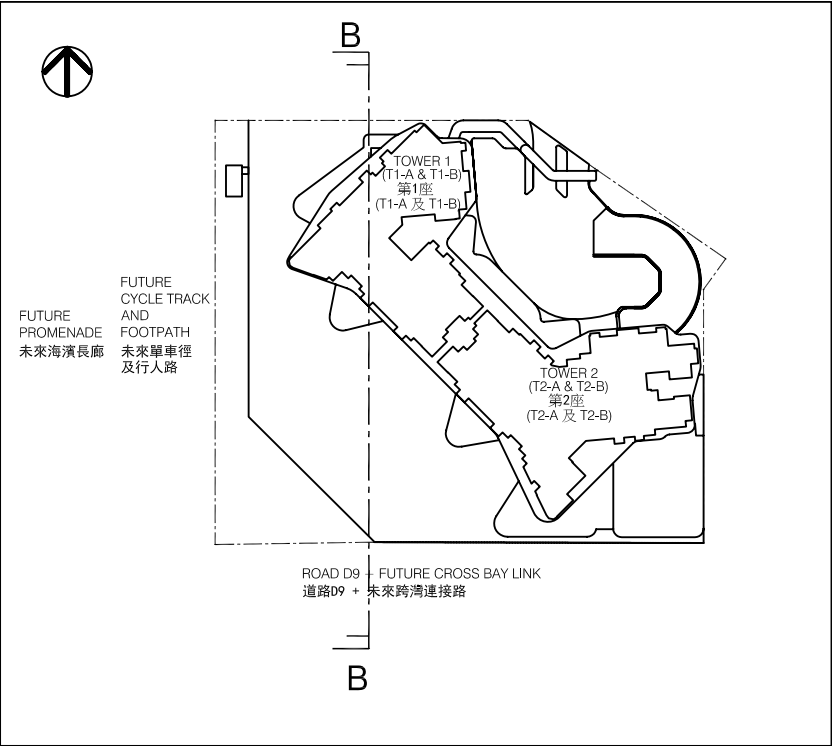 B
TOWER 1
(T1-A & T1-B)
第1座
(T1-A 及 T1-B)
FUTURE
PROMENADE
未來海濱長廊
FUTURE
CYCLE TRACK
AND
FOOTPATH
未來單車徑
及行人路
TOWER 2
(T2-A & T2-B)
第2座
(T2-A 及 T2-B)
ROAD D9 + FUTURE CROSS BAY LINK
道路D9 + 未來跨灣連接路
B